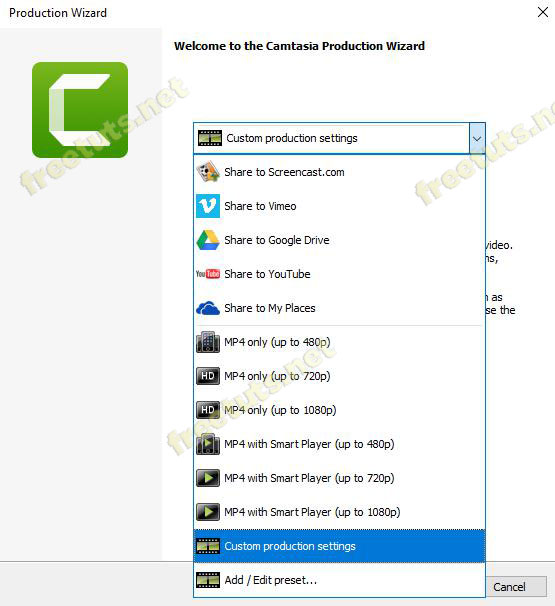 Production Wizard
Welcome to the Camtasia Production Wizard
freetuts.net
freetuts.net
Custom production settings
Share to Screencast.com
Share to Vimeo
Share to Google Drive
video.
ns,
You Tube
Share to YouTube
n as
Share to My Places
se the
MP4 only (up to 480p)
freetuts.net
HD
MP4 only (up to 720p)
HD
MP4 only (up to 1080p)
MP4 with Smart Player (up to 480p)
MP4 with Smart Player (up to 720p)
MP4 with Smart Player (up to 1080p)
Custom production settings
Add / Edit preset...
Cancel